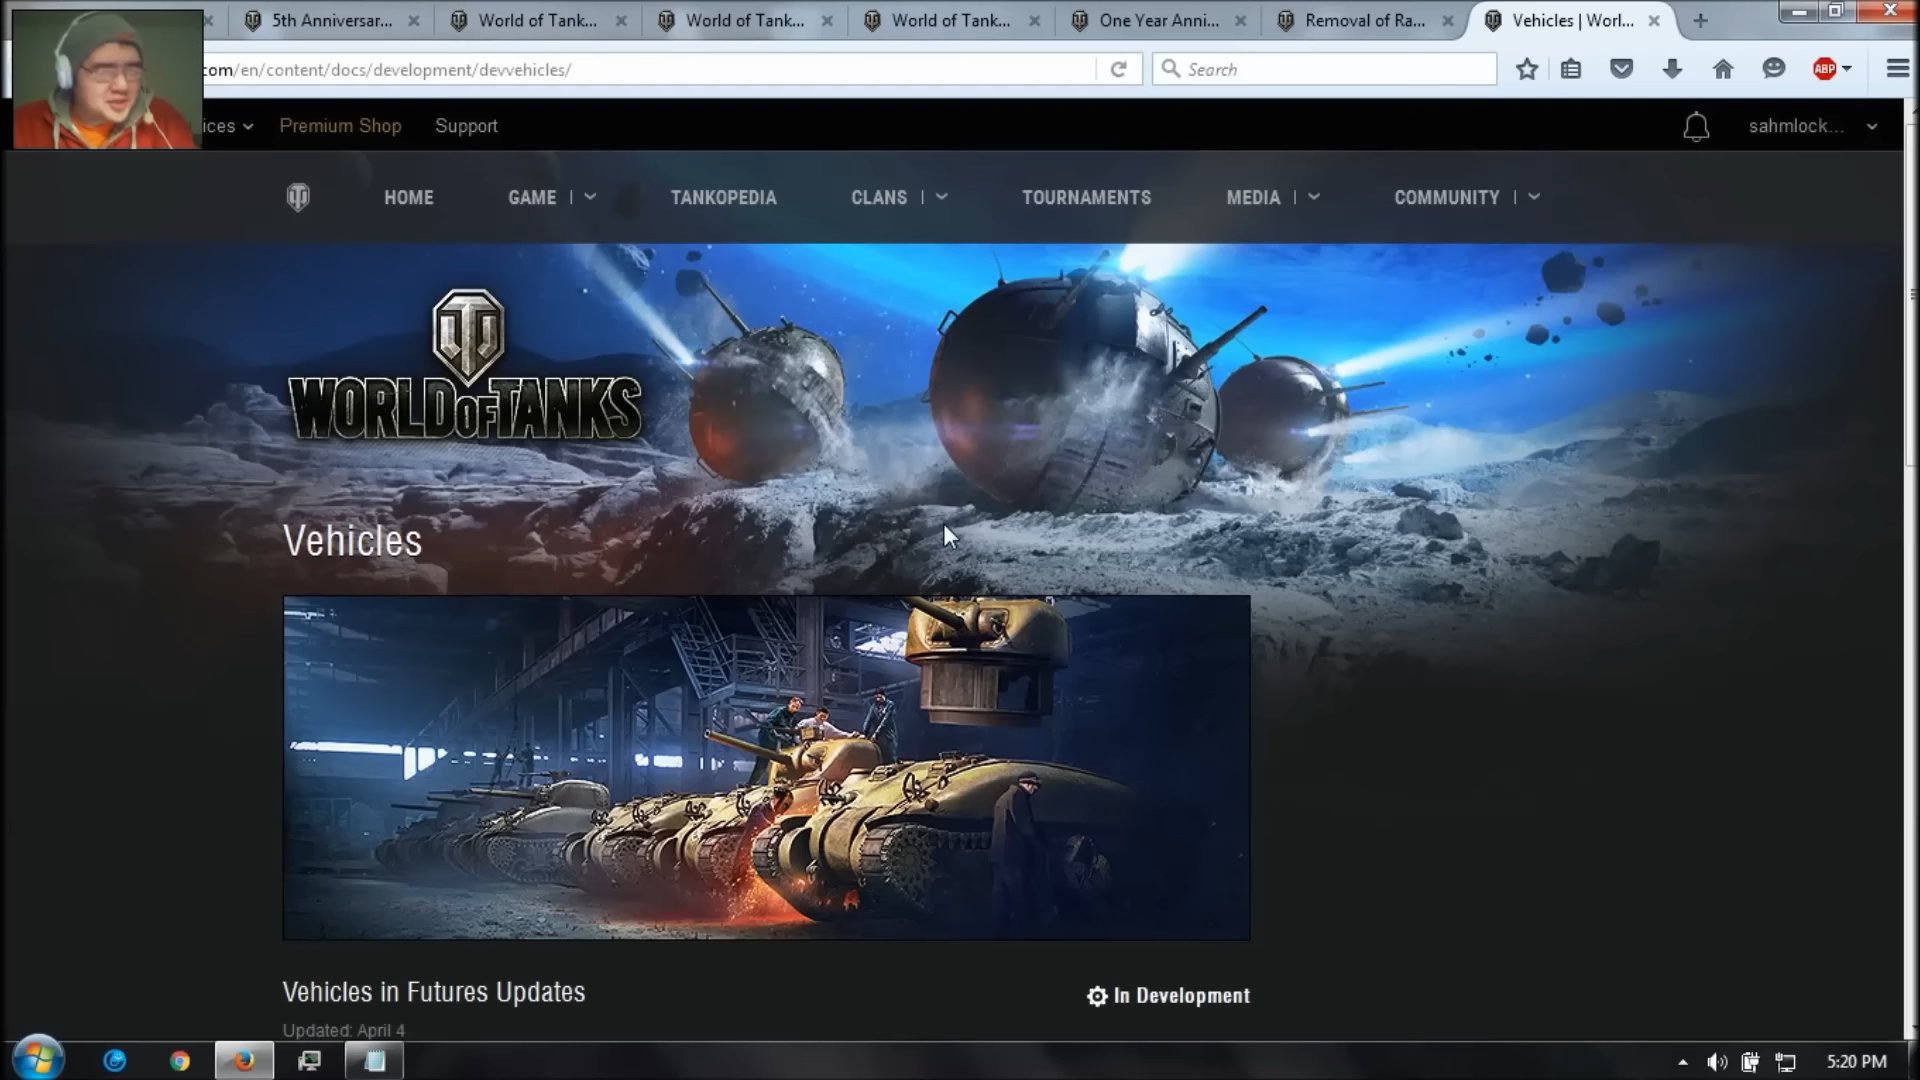 5th Anniversar...
World of Tank...
World of Tank...
World of Tank...
One Year Anni...
Removal of Ra...
Vehicles | Worl...
com/en/content/docs/development/devvehicles/
Search
ABP
ices
Premium Shop
Support
sahmlock...
HOME
GAME
TANKOPEDIA
CLANS
TOURNAMENTS
MEDIA
COMMUNITY
WORLD OF TANKS
Vehicles
Vehicles in Futures Updates
In Development
Updated: April 4
5:20 PM